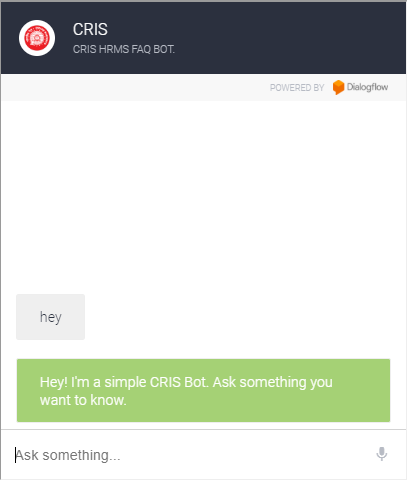 CRIS
CRIS HRMS FAQ BOT.
POWERED BY Dialogflow
hey
Hey! I'm a simple CRIS Bot. Ask something you
want to know.
Ask something...